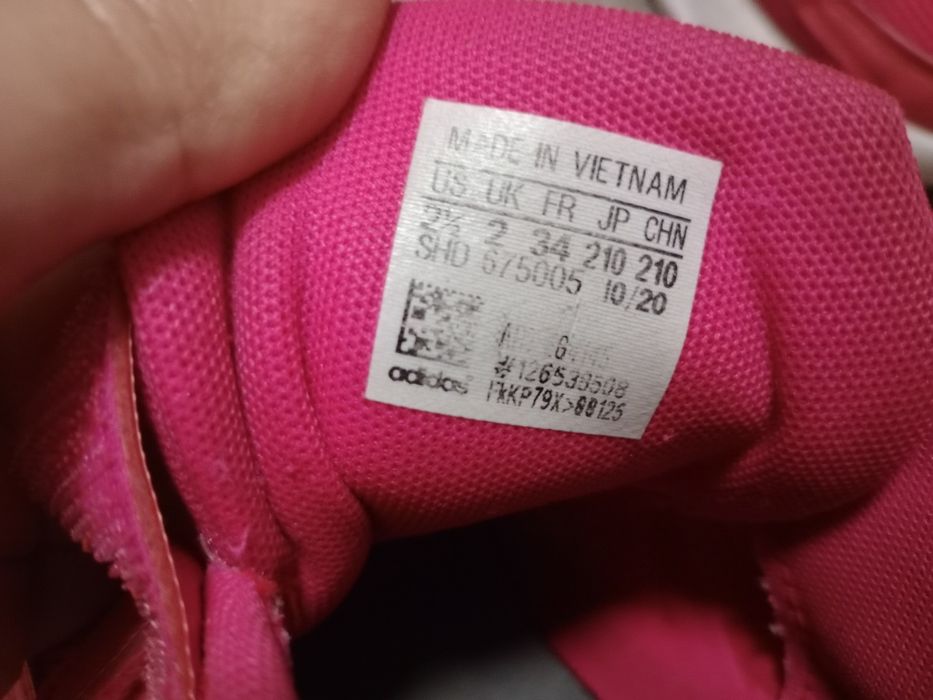 MADE IN VIETNAM
US UK FR JP CHN
2½ 2 34 210 210
SHD 675005 10/20
#126538508
adidas